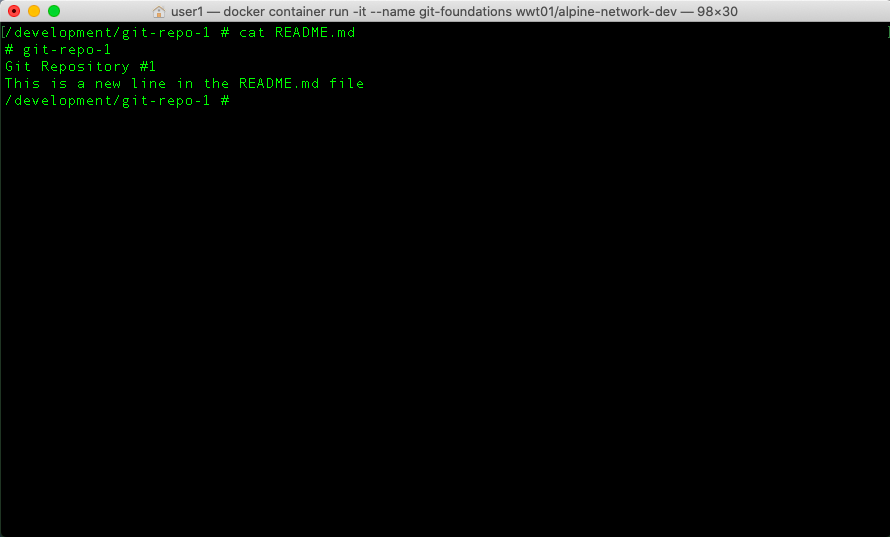 user1 — docker container run -it --name git-foundations wwt01/alpine-network-dev — 98×30
[/development/git-repo-1 # cat README.md ]
# git-repo-1
Git Repository #1
This is a new line in the README.md file
/development/git-repo-1 #